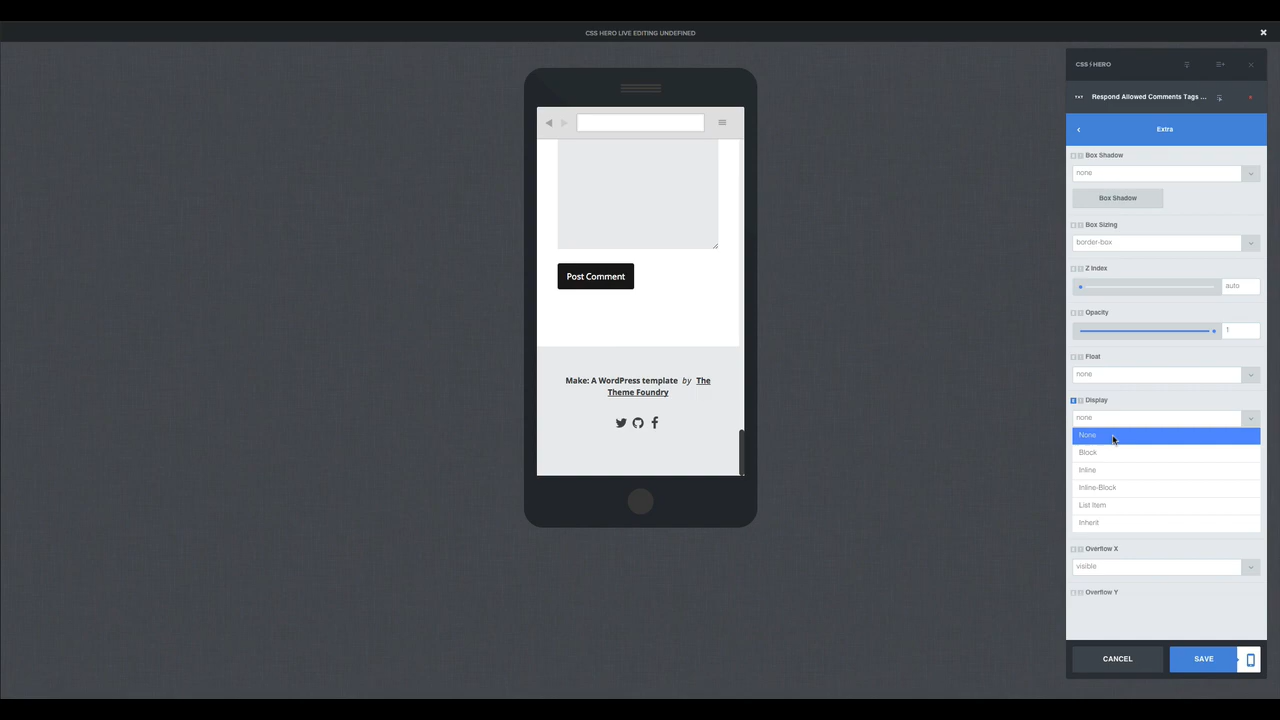 CSS HERO LIVE EDITING UNDEFINED
CSS HERO
Respond Allowed Comments Tags ...
Extra
Box Shadow
none
Box Shadow
Box Sizing
border-box
Z Index
auto
Opacity
1
Float
none
Display
none
None
Block
Inline
Inline-Block
List Item
Inherit
Overflow X
visible
Overflow Y
CANCEL
SAVE
Post Comment
Make: A WordPress template by The
Theme Foundry